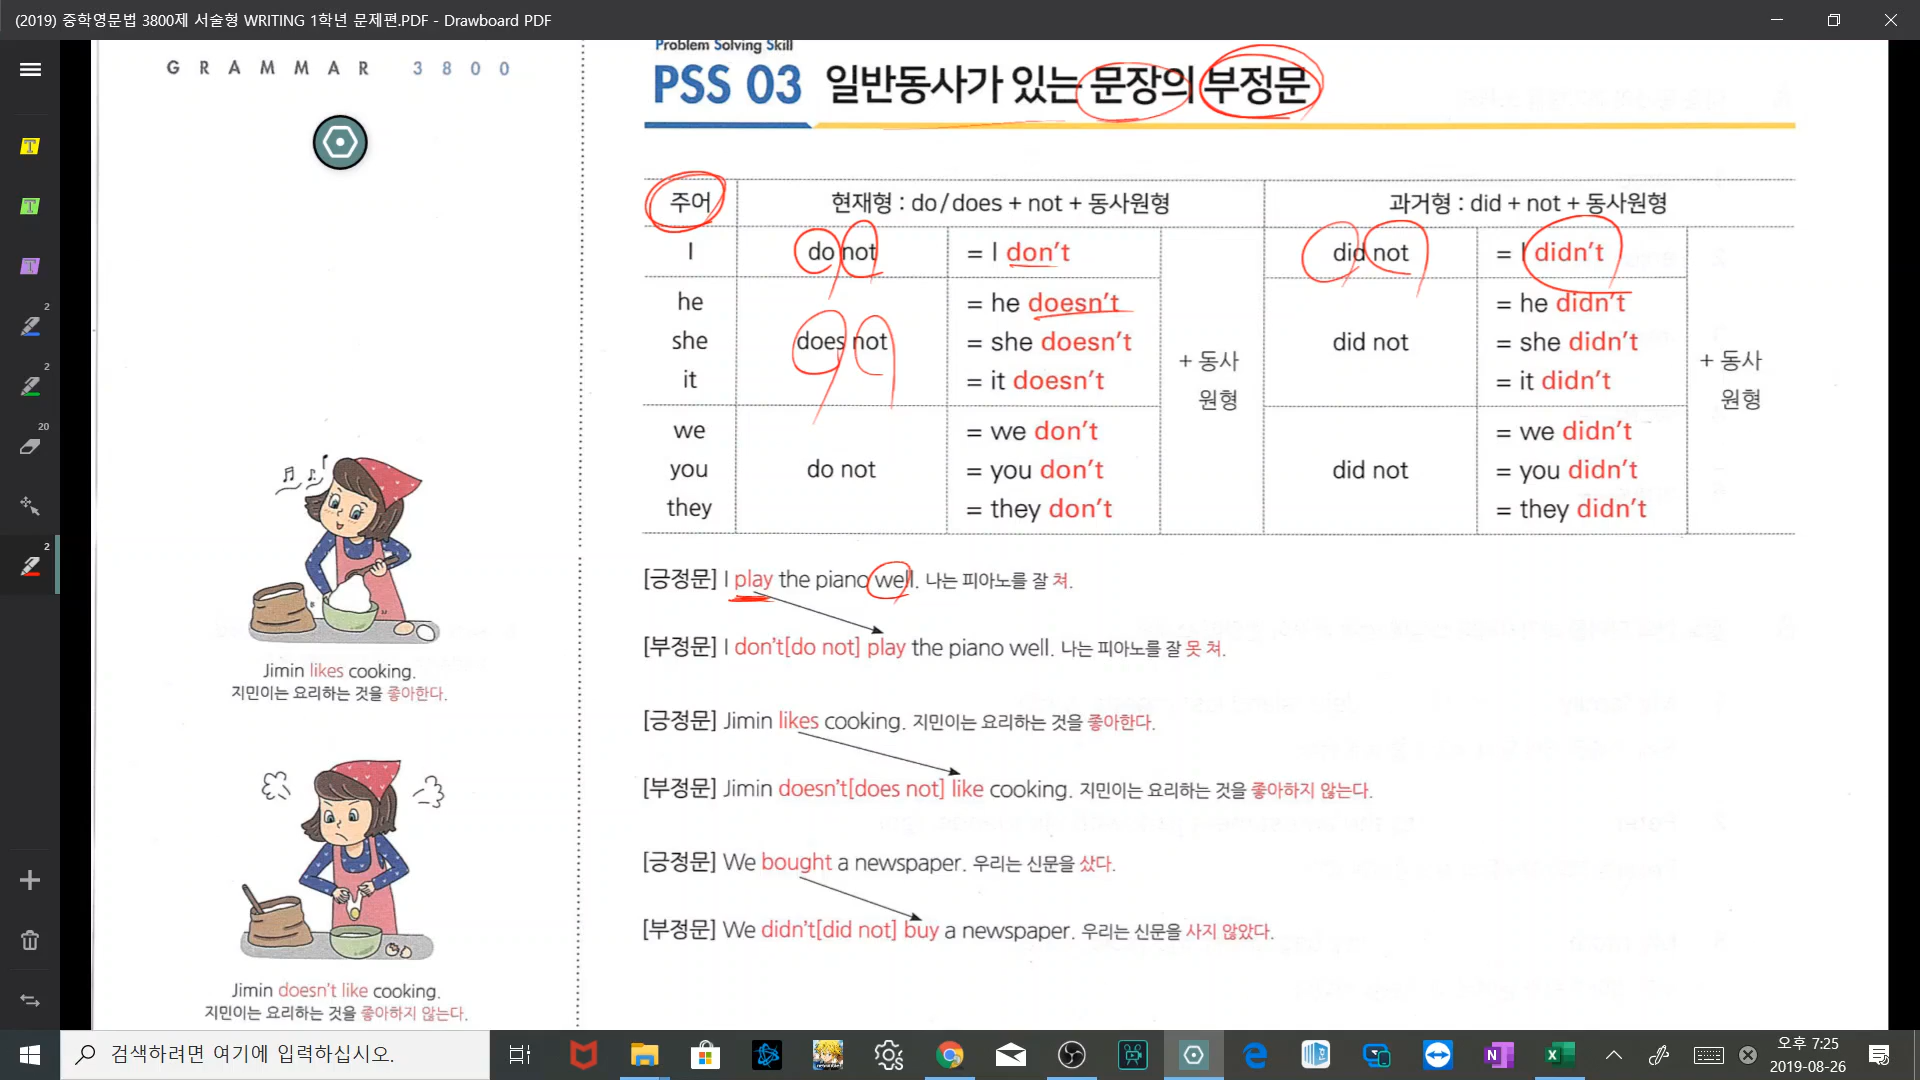 (2019) 중학영문법 3800제 서술형 WRITING 1학년 문제편.PDF - Drawboard PDF
GRAMMAR 3800
Problem Solving Skill
PSS 03 일반동사가 있는 문장의 부정문
주어 현재형 : do/does + not + 동사원형 과거형 : did + not + 동사원형
I do not = I don't did not = I didn't
he = he doesn't = he didn't
she does not = she doesn't did not = she didn't
+ 동사 + 동사
it = it doesn't = it didn't
원형 원형
we = we don't = we didn't
you do not = you don't did not = you didn't
they = they don't = they didn't
[긍정문] I play the piano well. 나는 피아노를 잘 쳐.
[부정문] I don't[do not] play the piano well. 나는 피아노를 잘 못 쳐.
[긍정문] Jimin likes cooking. 지민이는 요리하는 것을 좋아한다.
[부정문] Jimin doesn't[does not] like cooking. 지민이는 요리하는 것을 좋아하지 않는다.
[긍정문] We bought a newspaper. 우리는 신문을 샀다.
[부정문] We didn't[did not] buy a newspaper. 우리는 신문을 사지 않았다.
Jimin likes cooking.
지민이는 요리하는 것을 좋아한다.
Jimin doesn't like cooking.
지민이는 요리하는 것을 좋아하지 않는다.
2
2
20
2
검색하려면 여기에 입력하십시오.
오후 7:25
2019-08-26